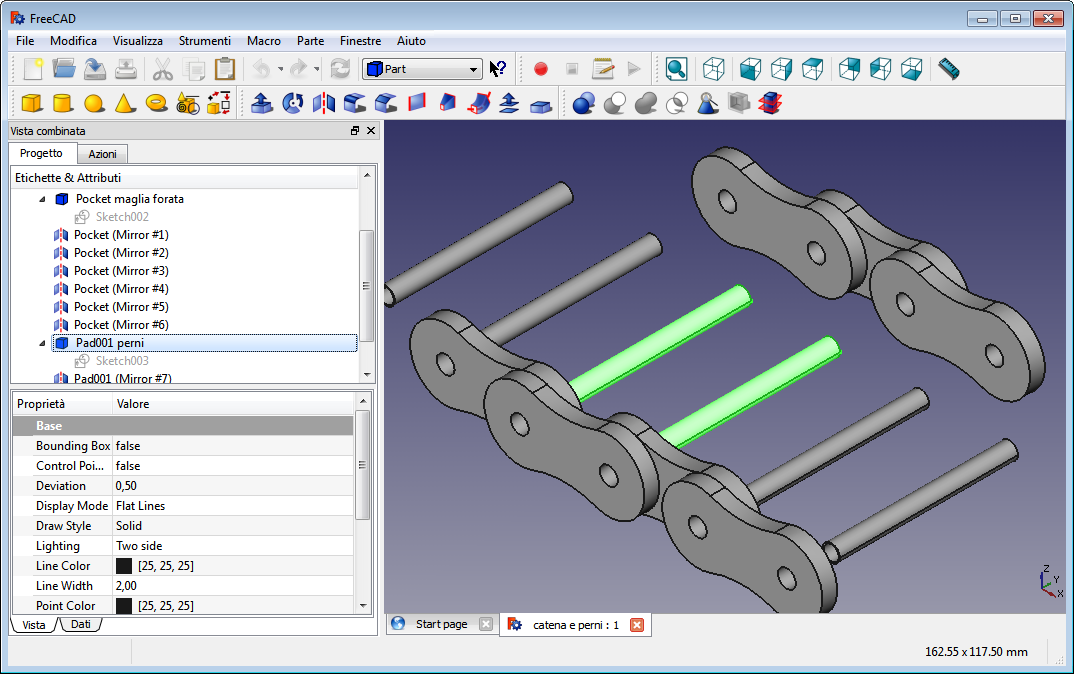 FreeCAD
File Modifica Visualizza Strumenti Macro Parte Finestre Aiuto
Part
Vista combinata
Progetto Azioni
Etichette & Attributi
Pocket maglia forata
Sketch002
Pocket (Mirror #1)
Pocket (Mirror #2)
Pocket (Mirror #3)
Pocket (Mirror #4)
Pocket (Mirror #5)
Pocket (Mirror #6)
Pad001 perni
Sketch003
Pad001 (Mirror #7)
Proprietà Valore
Base
Bounding Box false
Control Poi... false
Deviation 0,50
Display Mode Flat Lines
Draw Style Solid
Lighting Two side
Line Color [25, 25, 25]
Line Width 2,00
Point Color [25, 25, 25]
Vista Dati
Z
Y
X
Start page catena e perni : 1
162.55 x 117.50 mm